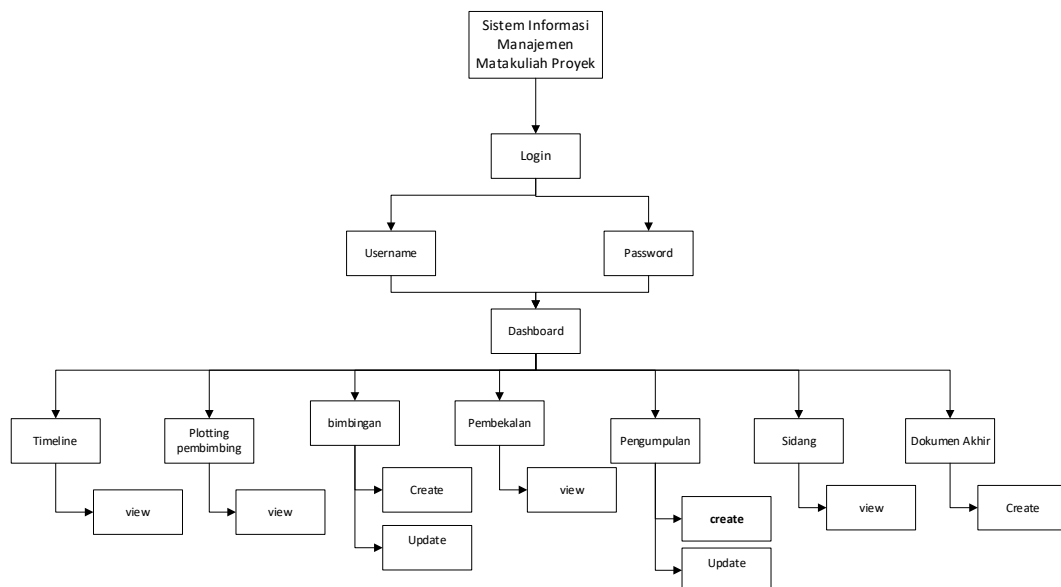 Sistem Informasi
Manajemen
Matakuliah Proyek
Login
Username
Password
Dashboard
Timeline
Plotting
pembimbing
bimbingan
Pembekalan
Pengumpulan
Sidang
Dokumen Akhir
view
view
Create
Update
view
create
Update
view
Create